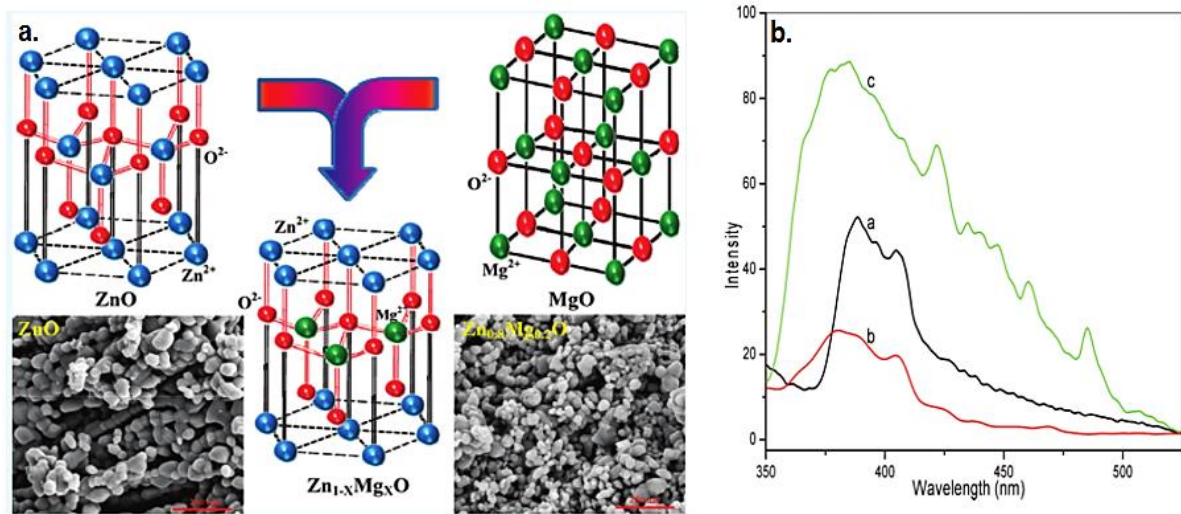 a.
O²⁻
Zn²⁺
ZnO
Zn²⁺
O²⁻
Mg²⁺
Zn₁₋ₓMgₓO
O²⁻
Mg²⁺
MgO
ZnO
Zn₀.₈Mg₀.₂O
b.
100
80
60
40
20
0
Intensity
c
a
b
350
400
450
500
Wavelength (nm)